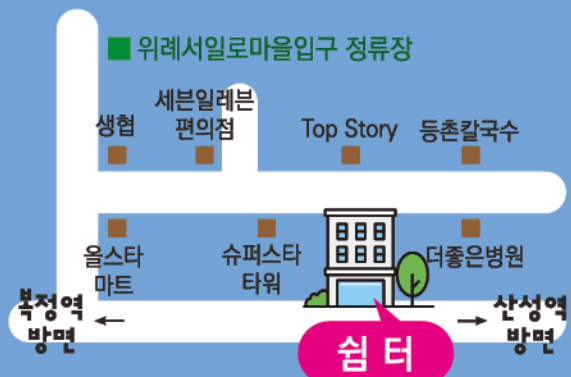 위례서일로마을입구 정류장
세븐일레븐
편의점
생협
Top Story
등촌칼국수
올스타
마트
슈퍼스타
타워
더좋은병원
복정역
방면
←
→
산성역
방면
쉼 터